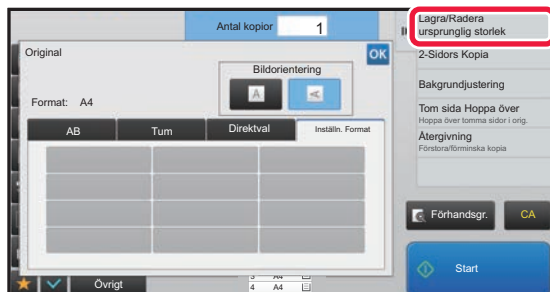 Antal kopior 1
Original
OK
Bildorientering
A A
Format: A4
AB Tum Direktval Inställn. Format
Lagra/Radera
ursprunglig storlek
2-Sidors Kopia
Bakgrundjustering
Tom sida Hoppa över
Hoppa över tomma sidor i orig.
Återgivning
Förstora/förminska kopia
Förhandsgr. CA
Start
Övrigt
3 A4
4 A4